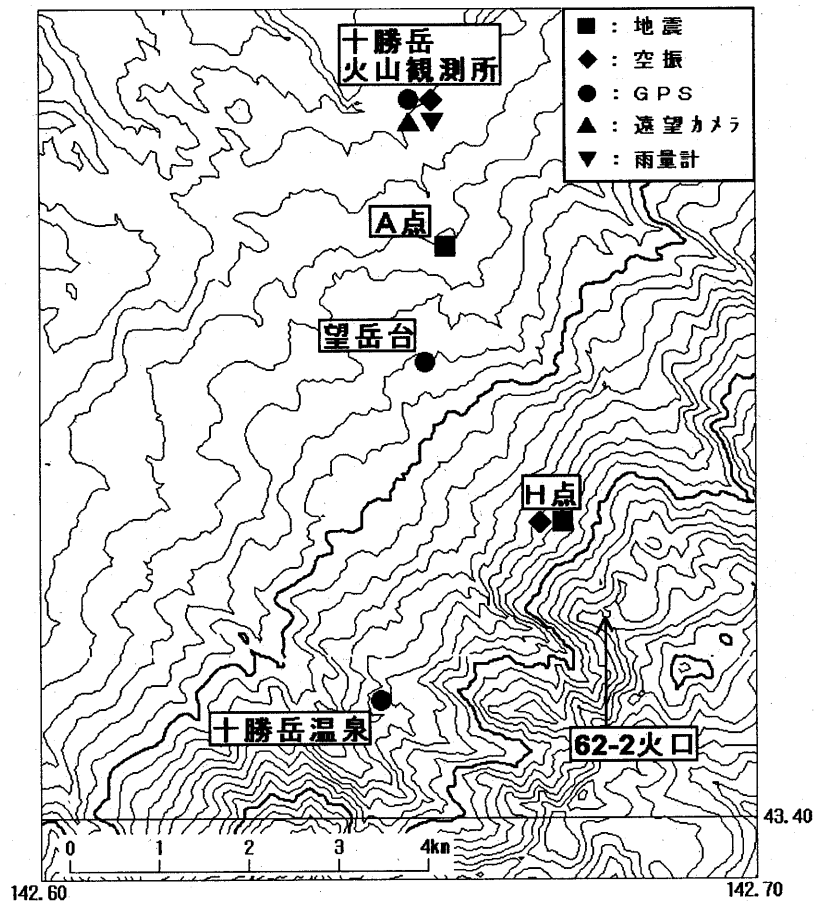 十勝岳
火山観測所
■ : 地震
◆ : 空振
● : GPS
▲ : 遠望カメラ
▼ : 雨量計
A点
望岳台
H点
十勝岳温泉
62-2火口
43.40
0 1 2 3 4km
142.60
142.70